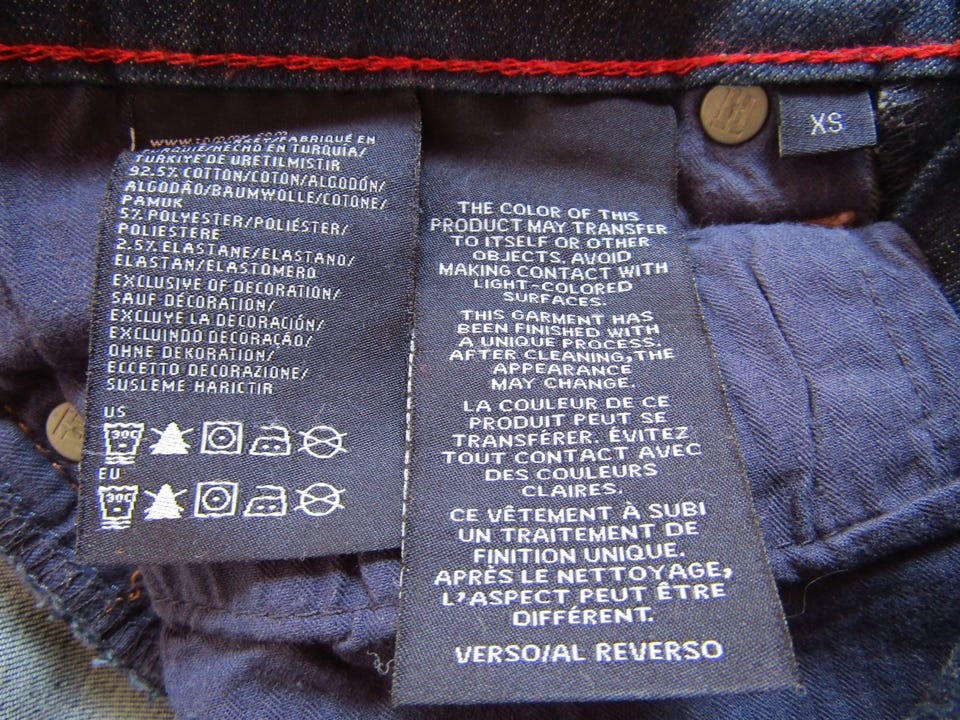 www.tommy.com
FABRIQUÉ EN
HECHO EN TURQUÍA/
TÜRKİYE'DE ÜRETİLMİŞTİR
92.5% COTTON/COTON/ALGODÓN/
ALGODÃO/BAUMWOLLE/COTONE/
PAMUK
5% POLYESTER/POLIÉSTER/
POLIESTERE
2.5% ELASTANE/ELASTANO/
ELASTAN/ELASTOMERO
EXCLUSIVE OF DECORATION/
SAUF DÉCORATION/
EXCLUYE LA DECORACIÓN/
EXCLUINDO DECORAÇÃO/
OHNE DEKORATION/
ECCETTO DECORAZIONE/
SÜSLEME HARİCTİR
US
30C
EU
30C
THE COLOR OF THIS
PRODUCT MAY TRANSFER
TO ITSELF OR OTHER
OBJECTS. AVOID
MAKING CONTACT WITH
LIGHT-COLORED
SURFACES.
THIS GARMENT HAS
BEEN FINISHED WITH
A UNIQUE PROCESS.
AFTER CLEANING, THE
APPEARANCE
MAY CHANGE.
LA COULEUR DE CE
PRODUIT PEUT SE
TRANSFÉRER. ÉVITEZ
TOUT CONTACT AVEC
DES COULEURS
CLAIRES.
CE VÊTEMENT À SUBI
UN TRAITEMENT DE
FINITION UNIQUE.
APRÈS LE NETTOYAGE,
L'ASPECT PEUT ÊTRE
DIFFÉRENT.
VERSO/AL REVERSO
XS